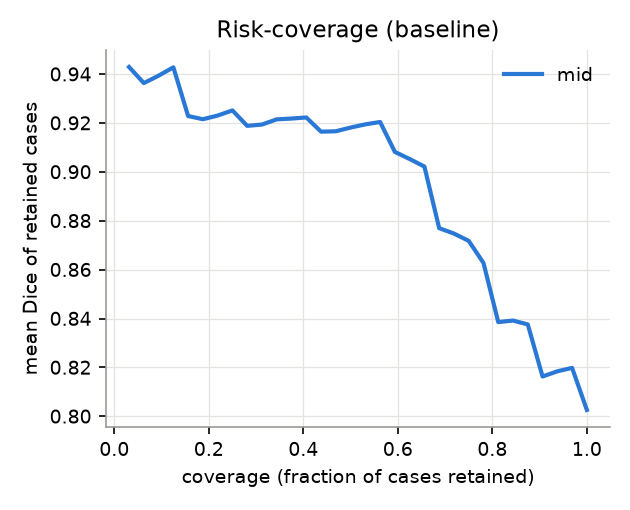 Risk-coverage (baseline)
mid
mean Dice of retained cases
0.94
0.92
0.90
0.88
0.86
0.84
0.82
0.80
0.0 0.2 0.4 0.6 0.8 1.0
coverage (fraction of cases retained)